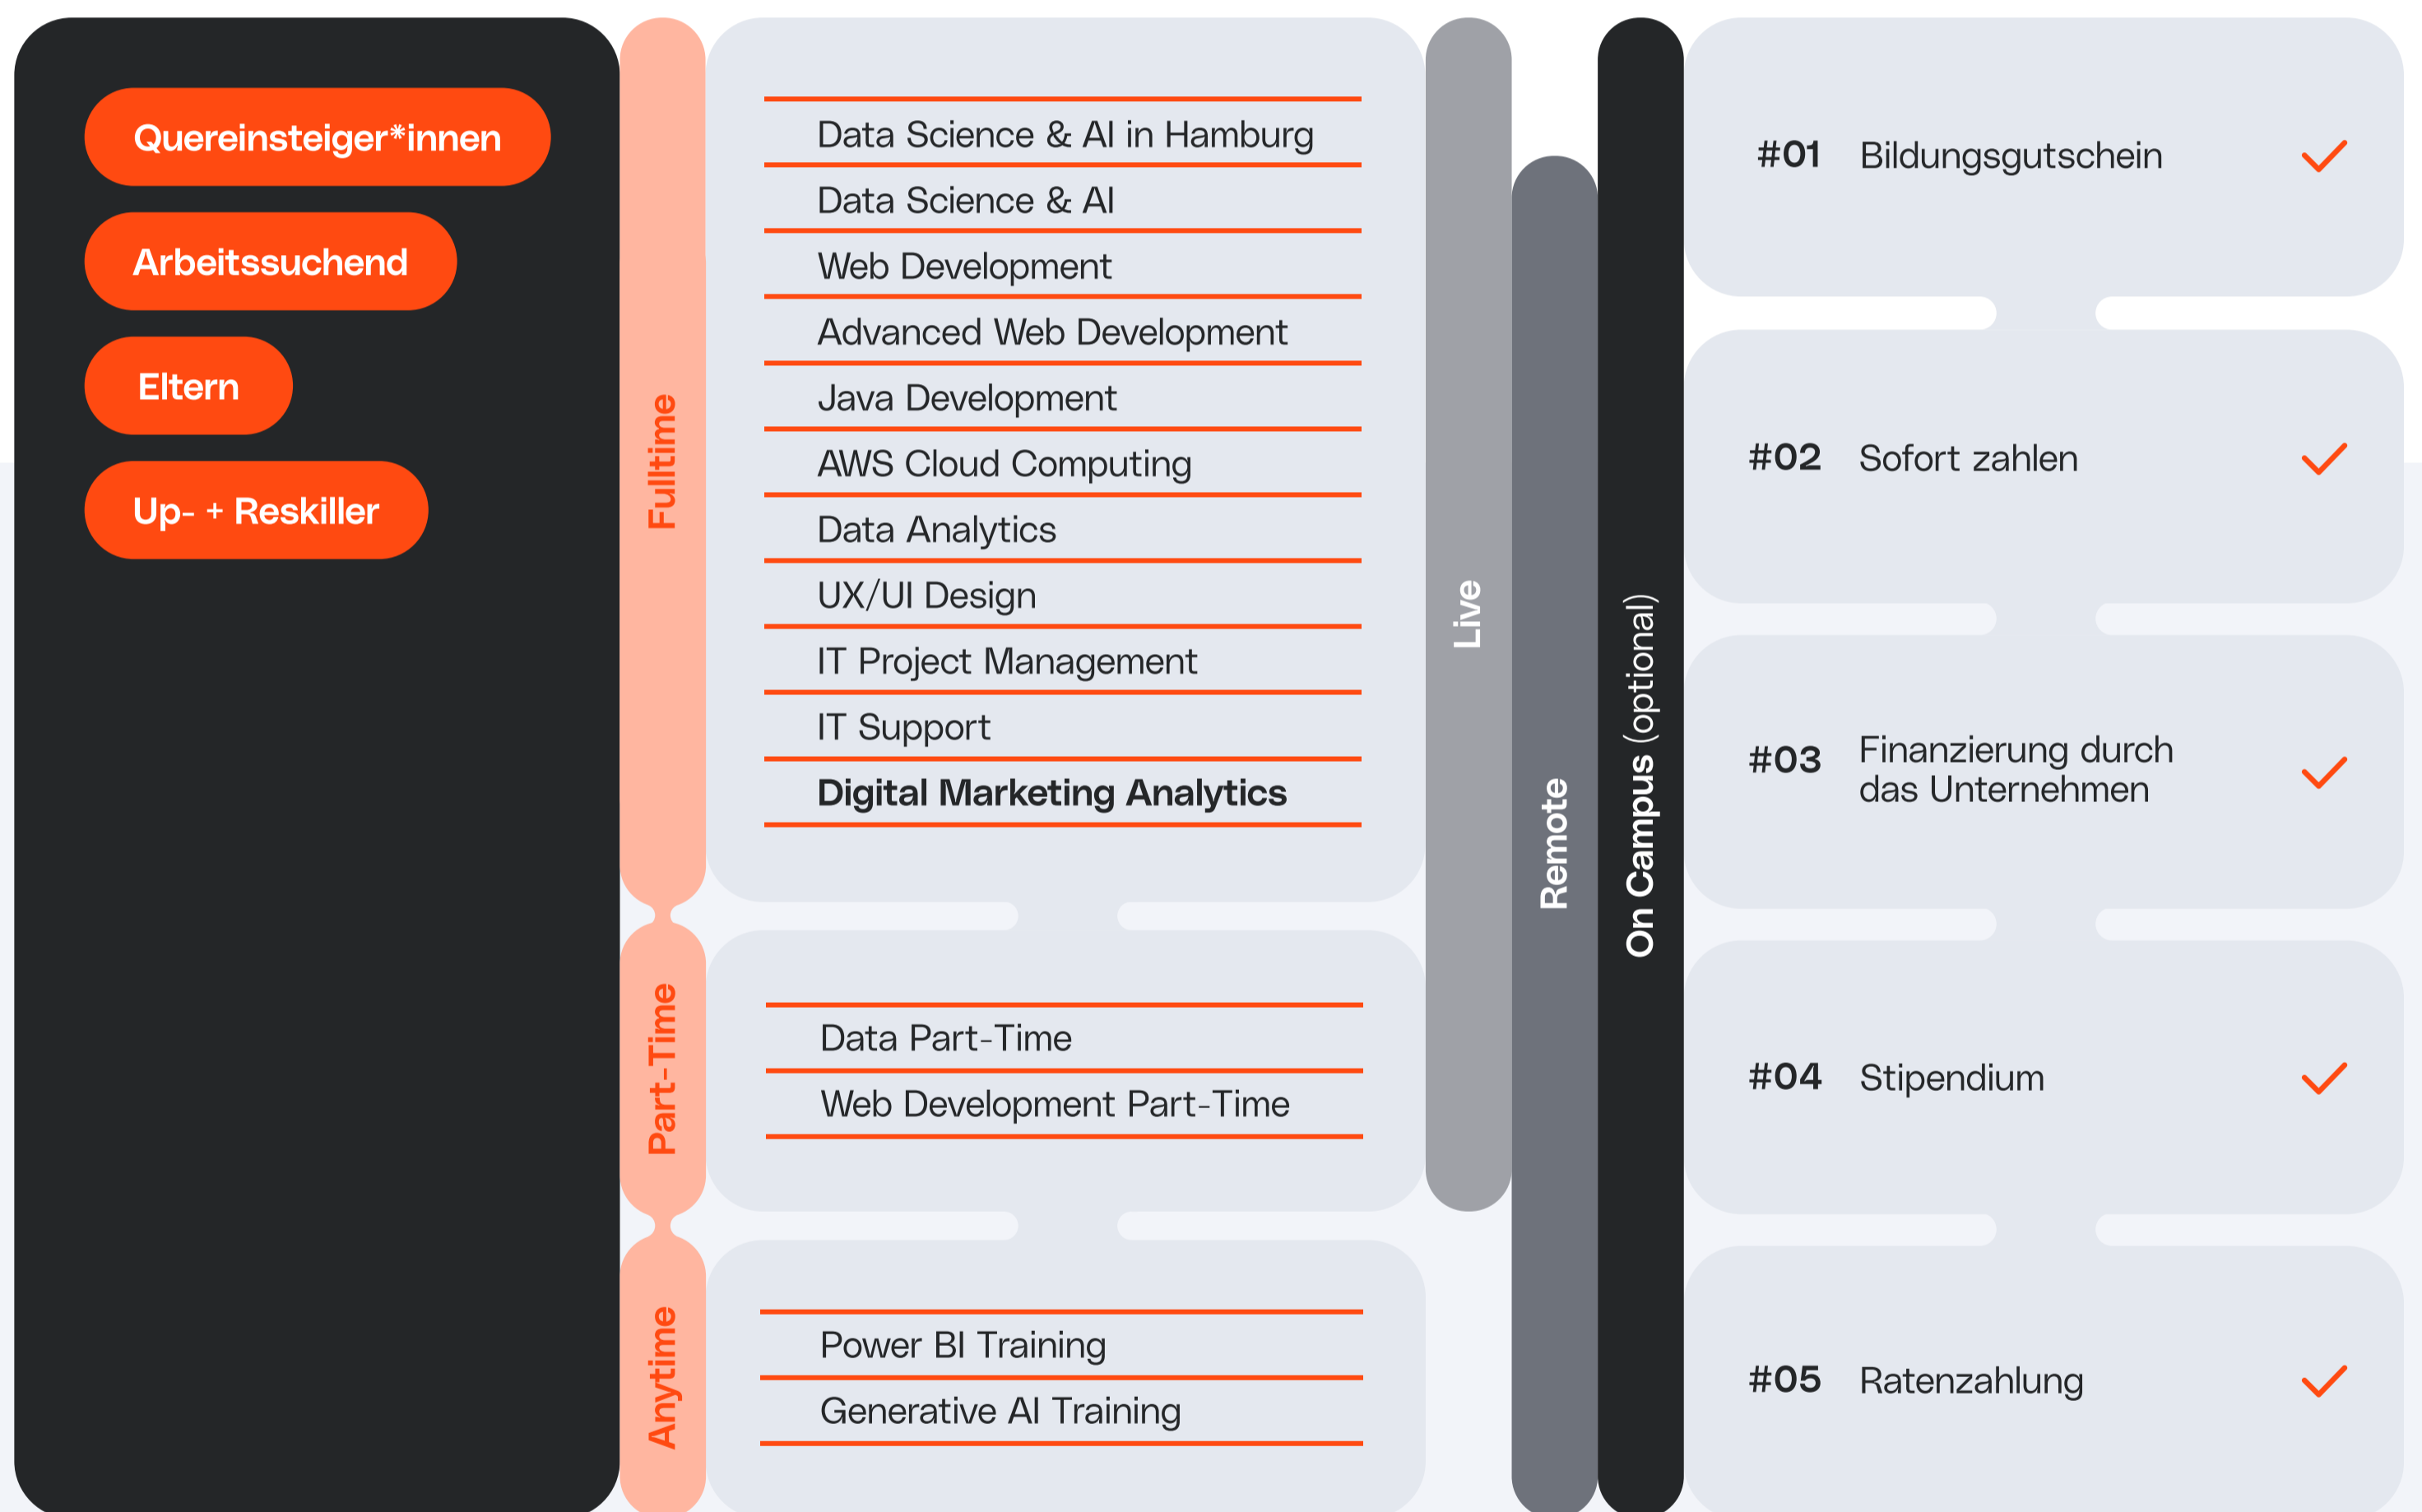 Quereinsteiger*innen
Arbeitssuchend
Eltern
Up- + Reskiller
Fulltime
Data Science & AI in Hamburg
Data Science & AI
Web Development
Advanced Web Development
Java Development
AWS Cloud Computing
Data Analytics
UX/UI Design
IT Project Management
IT Support
Digital Marketing Analytics
Part-Time
Data Part-Time
Web Development Part-Time
Anytime
Power BI Training
Generative AI Training
Live
Remote
On Campus (optional)
#01 Bildungsgutschein
#02 Sofort zahlen
#03 Finanzierung durch
das Unternehmen
#04 Stipendium
#05 Ratenzahlung